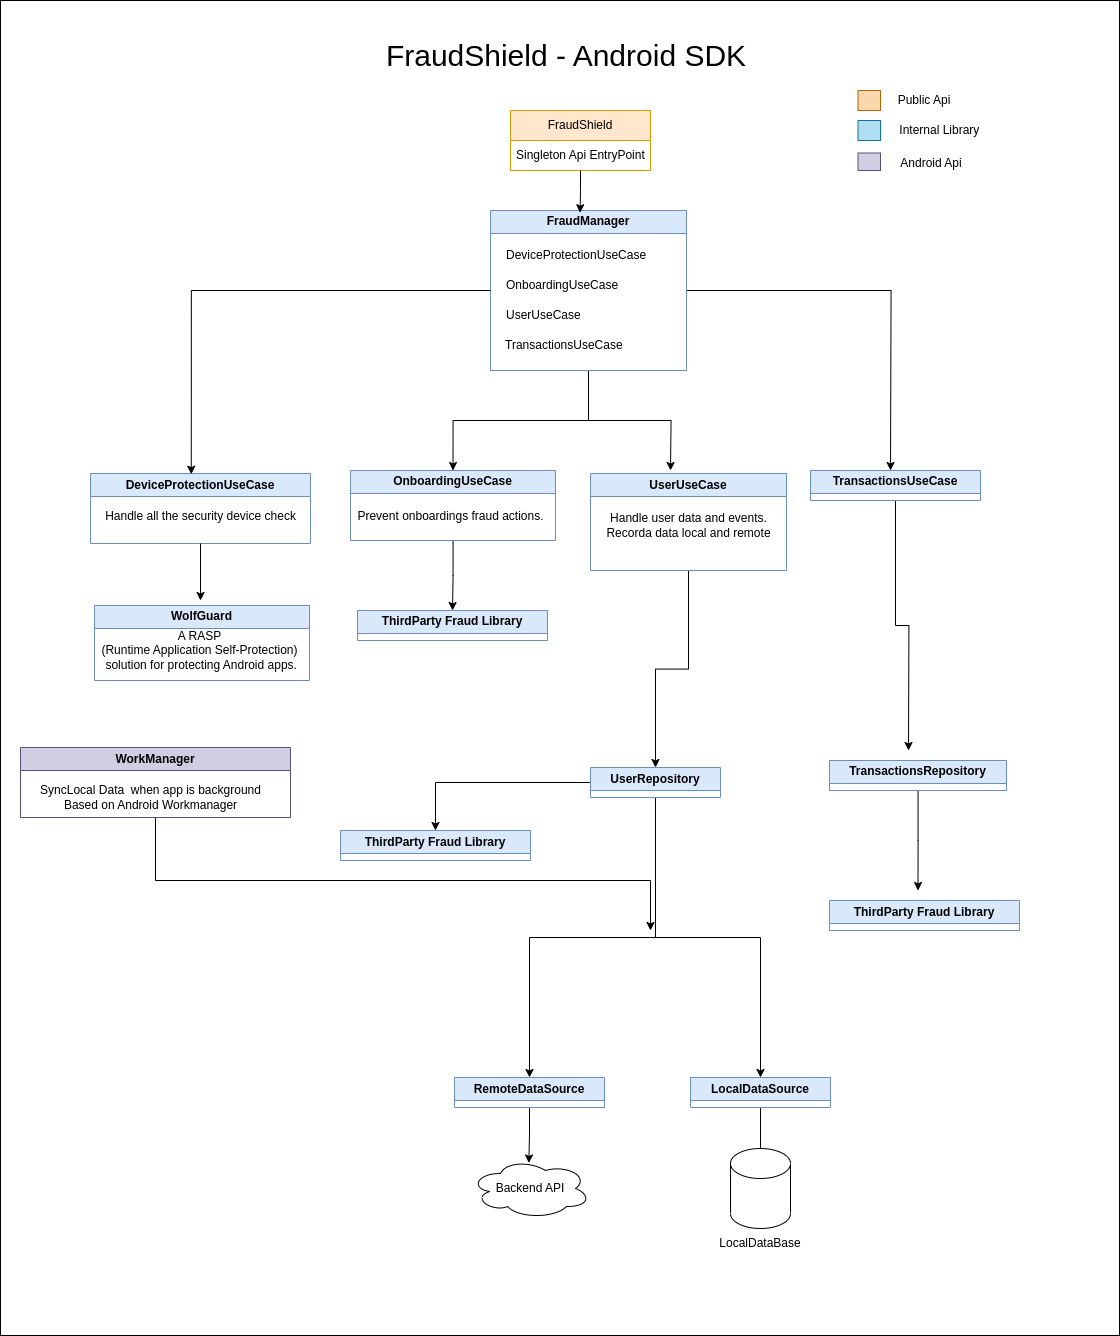 FraudShield - Android SDK
Public Api
Internal Library
Android Api
FraudShield
Singleton Api EntryPoint
FraudManager
DeviceProtectionUseCase
OnboardingUseCase
UserUseCase
TransactionsUseCase
DeviceProtectionUseCase
Handle all the security device check
OnboardingUseCase
Prevent onboardings fraud actions.
UserUseCase
Handle user data and events.
Recorda data local and remote
TransactionsUseCase
WolfGuard
A RASP
(Runtime Application Self-Protection)
solution for protecting Android apps.
ThirdParty Fraud Library
WorkManager
SyncLocal Data when app is background
Based on Android Workmanager
UserRepository
TransactionsRepository
ThirdParty Fraud Library
ThirdParty Fraud Library
RemoteDataSource
LocalDataSource
Backend API
LocalDataBase